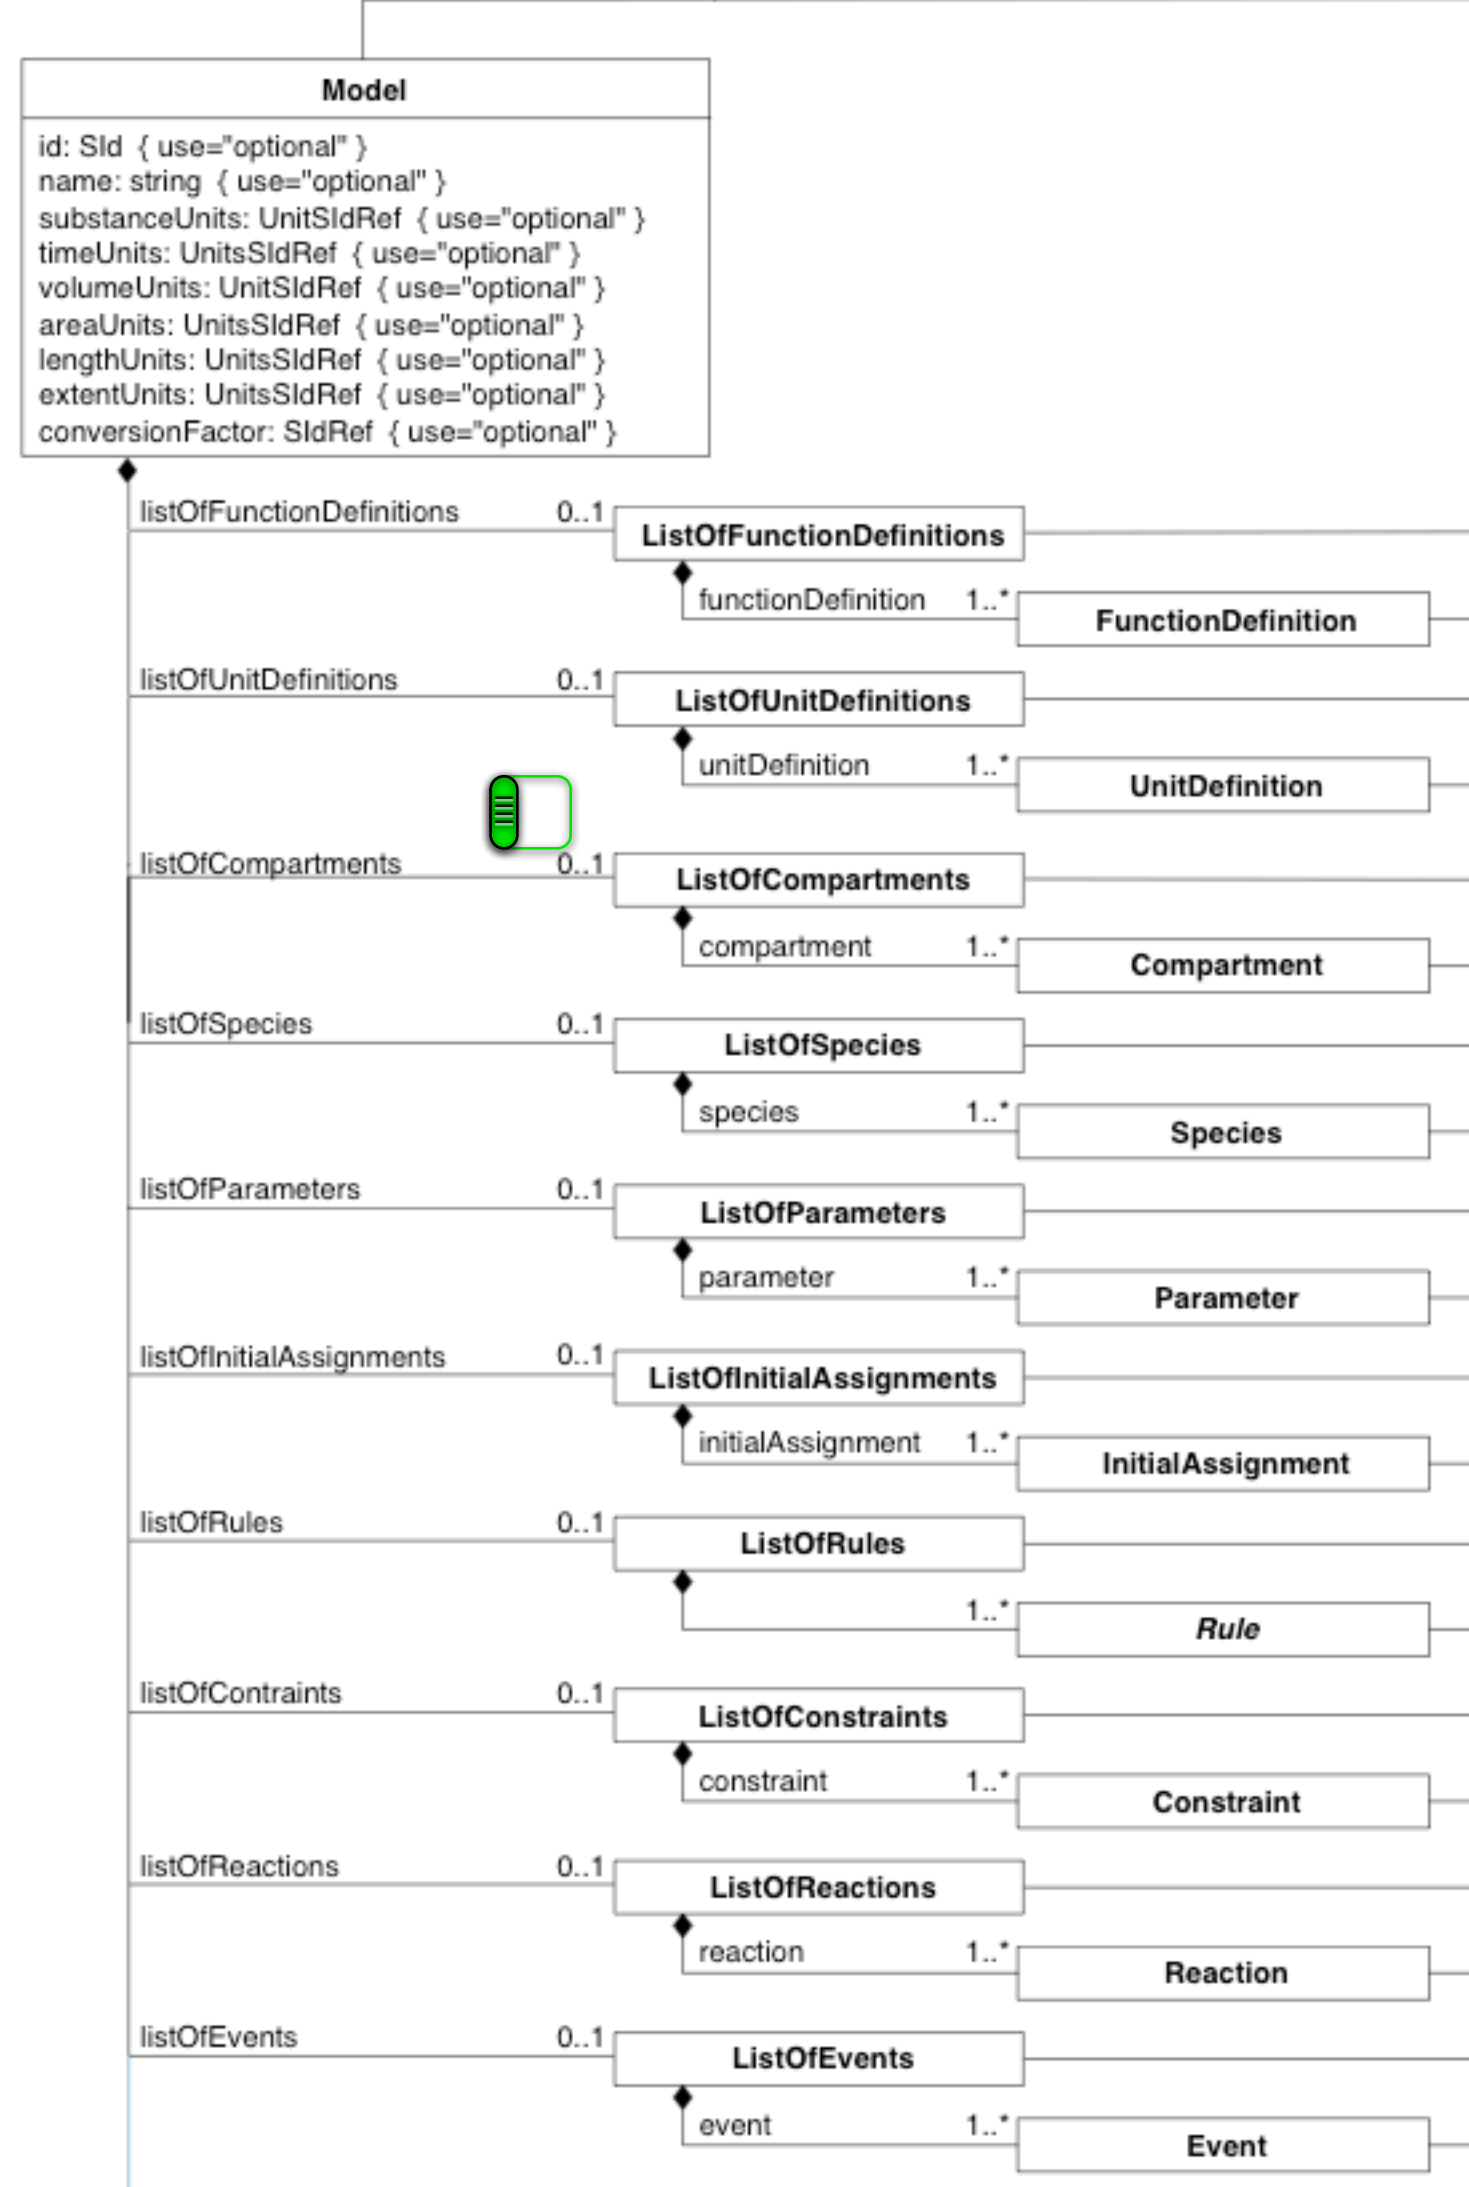 Model
id: SId { use="optional" }
name: string { use="optional" }
substanceUnits: UnitSIdRef { use="optional" }
timeUnits: UnitsSIdRef { use="optional" }
volumeUnits: UnitSIdRef { use="optional" }
areaUnits: UnitsSIdRef { use="optional" }
lengthUnits: UnitsSIdRef { use="optional" }
extentUnits: UnitsSIdRef { use="optional" }
conversionFactor: SIdRef { use="optional" }
listOfFunctionDefinitions 0..1
ListOfFunctionDefinitions
functionDefinition 1..*
FunctionDefinition
listOfUnitDefinitions 0..1
ListOfUnitDefinitions
unitDefinition 1..*
UnitDefinition
listOfCompartments 0..1
ListOfCompartments
compartment 1..*
Compartment
listOfSpecies 0..1
ListOfSpecies
species 1..*
Species
listOfParameters 0..1
ListOfParameters
parameter 1..*
Parameter
listOfInitialAssignments 0..1
ListOfInitialAssignments
initialAssignment 1..*
InitialAssignment
listOfRules 0..1
ListOfRules
1..*
Rule
listOfContraints 0..1
ListOfConstraints
constraint 1..*
Constraint
listOfReactions 0..1
ListOfReactions
reaction 1..*
Reaction
listOfEvents 0..1
ListOfEvents
event 1..*
Event